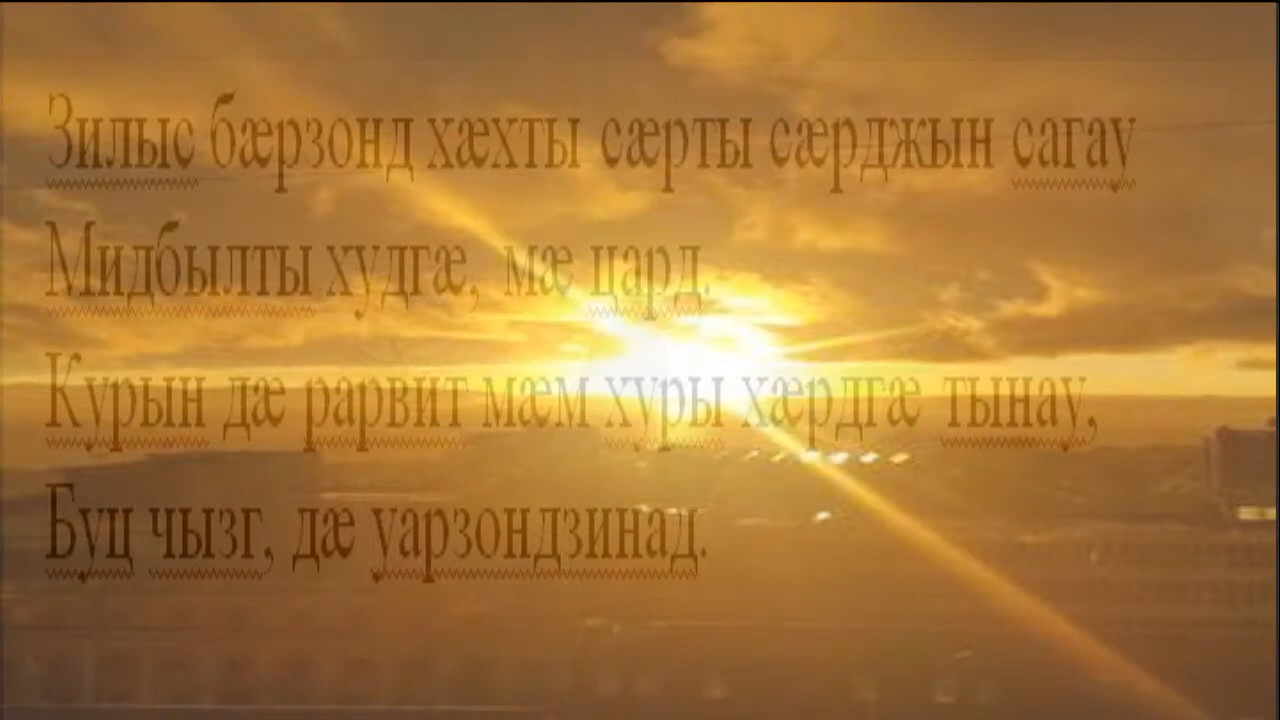 Зилыс бæрзонд хæхты сæрты сæрджын сагау
Мидбылты худгæ, мæ цард.
Курын дæ рарвит мæм хуры хæрдгæ тынау,
Буц чызг, дæ уарзондзинад.